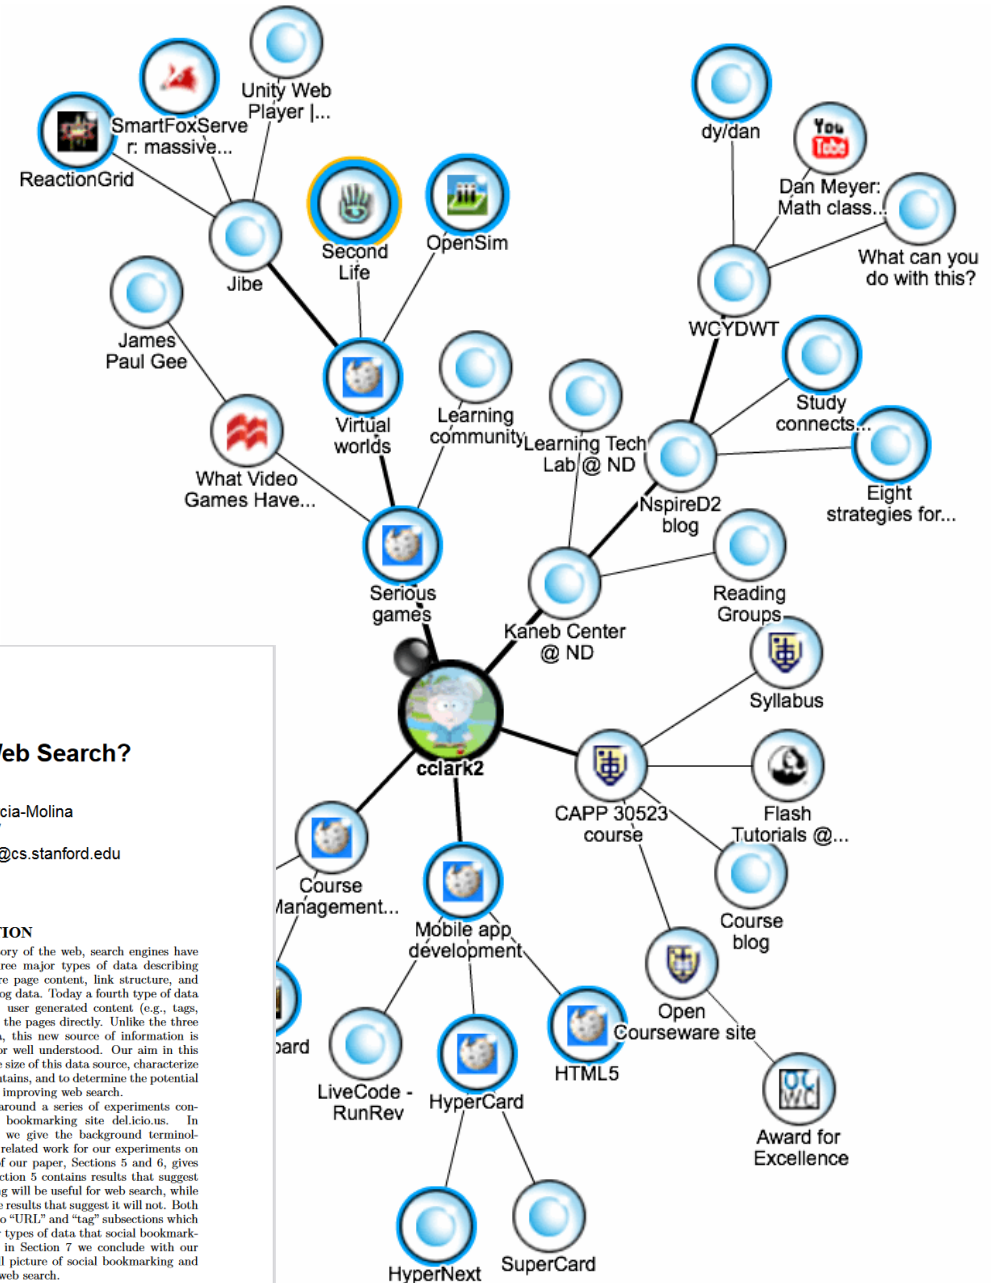 Unity Web
Player |...
SmartFoxServe
r: massive...
ReactionGrid
Second
Life
OpenSim
Jibe
James
Paul Gee
Virtual
worlds
Learning
community
What Video
Games Have...
Serious
games
dy/dan
You
Tube
Dan Meyer:
Math class...
What can you
do with this?
WCYDWT
Study
connects...
Learning Tech
Lab @ ND
NspireD2
blog
Eight
strategies for...
Reading
Groups
Kaneb Center
@ ND
Syllabus
cclark2
CAPP 30523
course
Flash
Tutorials @...
Course
blog
Course
Management...
Mobile app
development
Open
Courseware site
OC
WC
Award for
Excellence
LiveCode -
RunRev
HyperCard
HTML5
HyperNext
SuperCard
Web Search?
cia-Molina
@cs.stanford.edu
TION
ory of the web, search engines have
ree major types of data describing
re page content, link structure, and
og data. Today a fourth type of data
user generated content (e.g., tags,
the pages directly. Unlike the three
a, this new source of information is
or well understood. Our aim in this
e size of this data source, characterize
ntains, and to determine the potential
improving web search.
around a series of experiments con-
bookmarking site del.icio.us. In
we give the background terminol-
related work for our experiments on
of our paper, Sections 5 and 6, gives
ction 5 contains results that suggest
ng will be useful for web search, while
e results that suggest it will not. Both
o "URL" and "tag" subsections which
types of data that social bookmark-
in Section 7 we conclude with our
ll picture of social bookmarking and
web search.
oard